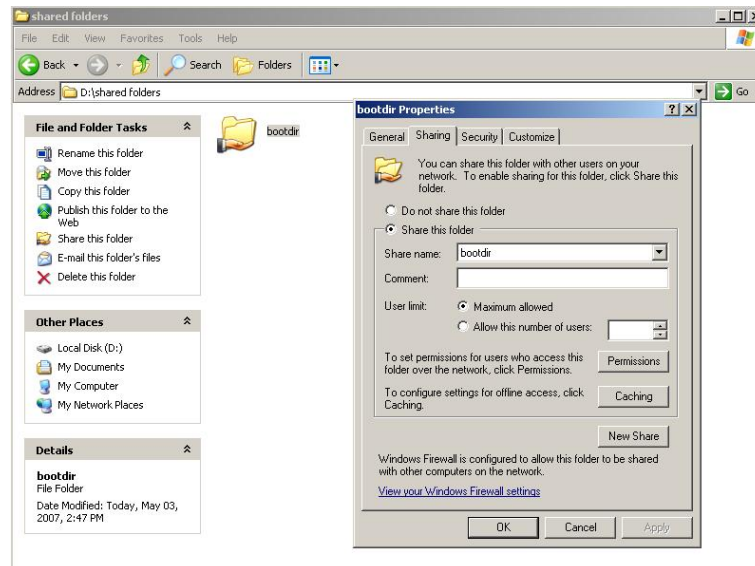 shared folders
File Edit View Favorites Tools Help
Back Search Folders
Address D:\shared folders Go
File and Folder Tasks
Rename this folder
Move this folder
Copy this folder
Publish this folder to the
Web
Share this folder
E-mail this folder's files
Delete this folder
Other Places
Local Disk (D:)
My Documents
My Computer
My Network Places
Details
bootdir
File Folder
Date Modified: Today, May 03,
2007, 2:47 PM
bootdir
bootdir Properties
General Sharing Security Customize
You can share this folder with other users on your
network. To enable sharing for this folder, click Share this
folder.
Do not share this folder
Share this folder
Share name: bootdir
Comment:
User limit: Maximum allowed
Allow this number of users:
To set permissions for users who access this
folder over the network, click Permissions.
Permissions
To configure settings for offline access, click
Caching.
Caching
New Share
Windows Firewall is configured to allow this folder to be shared
with other computers on the network.
View your Windows Firewall settings
OK Cancel Apply